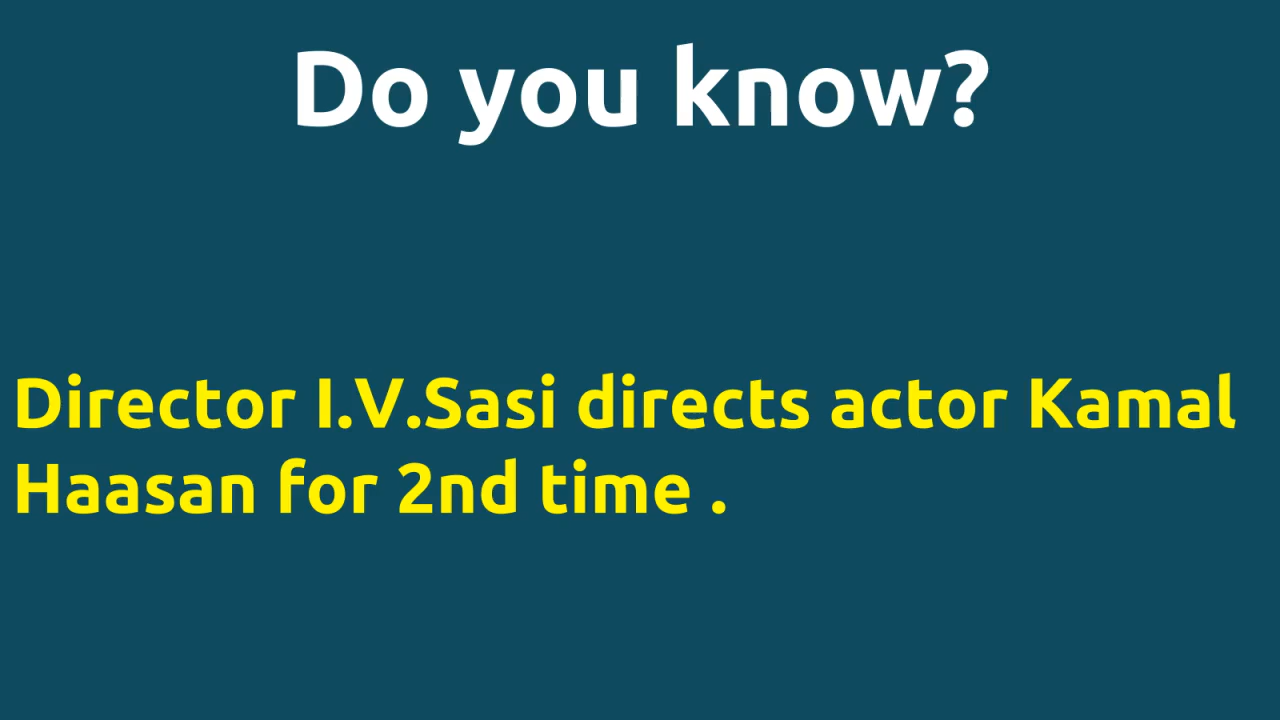 Do you know?
Director I.V.Sasi directs actor Kamal
Haasan for 2nd time .